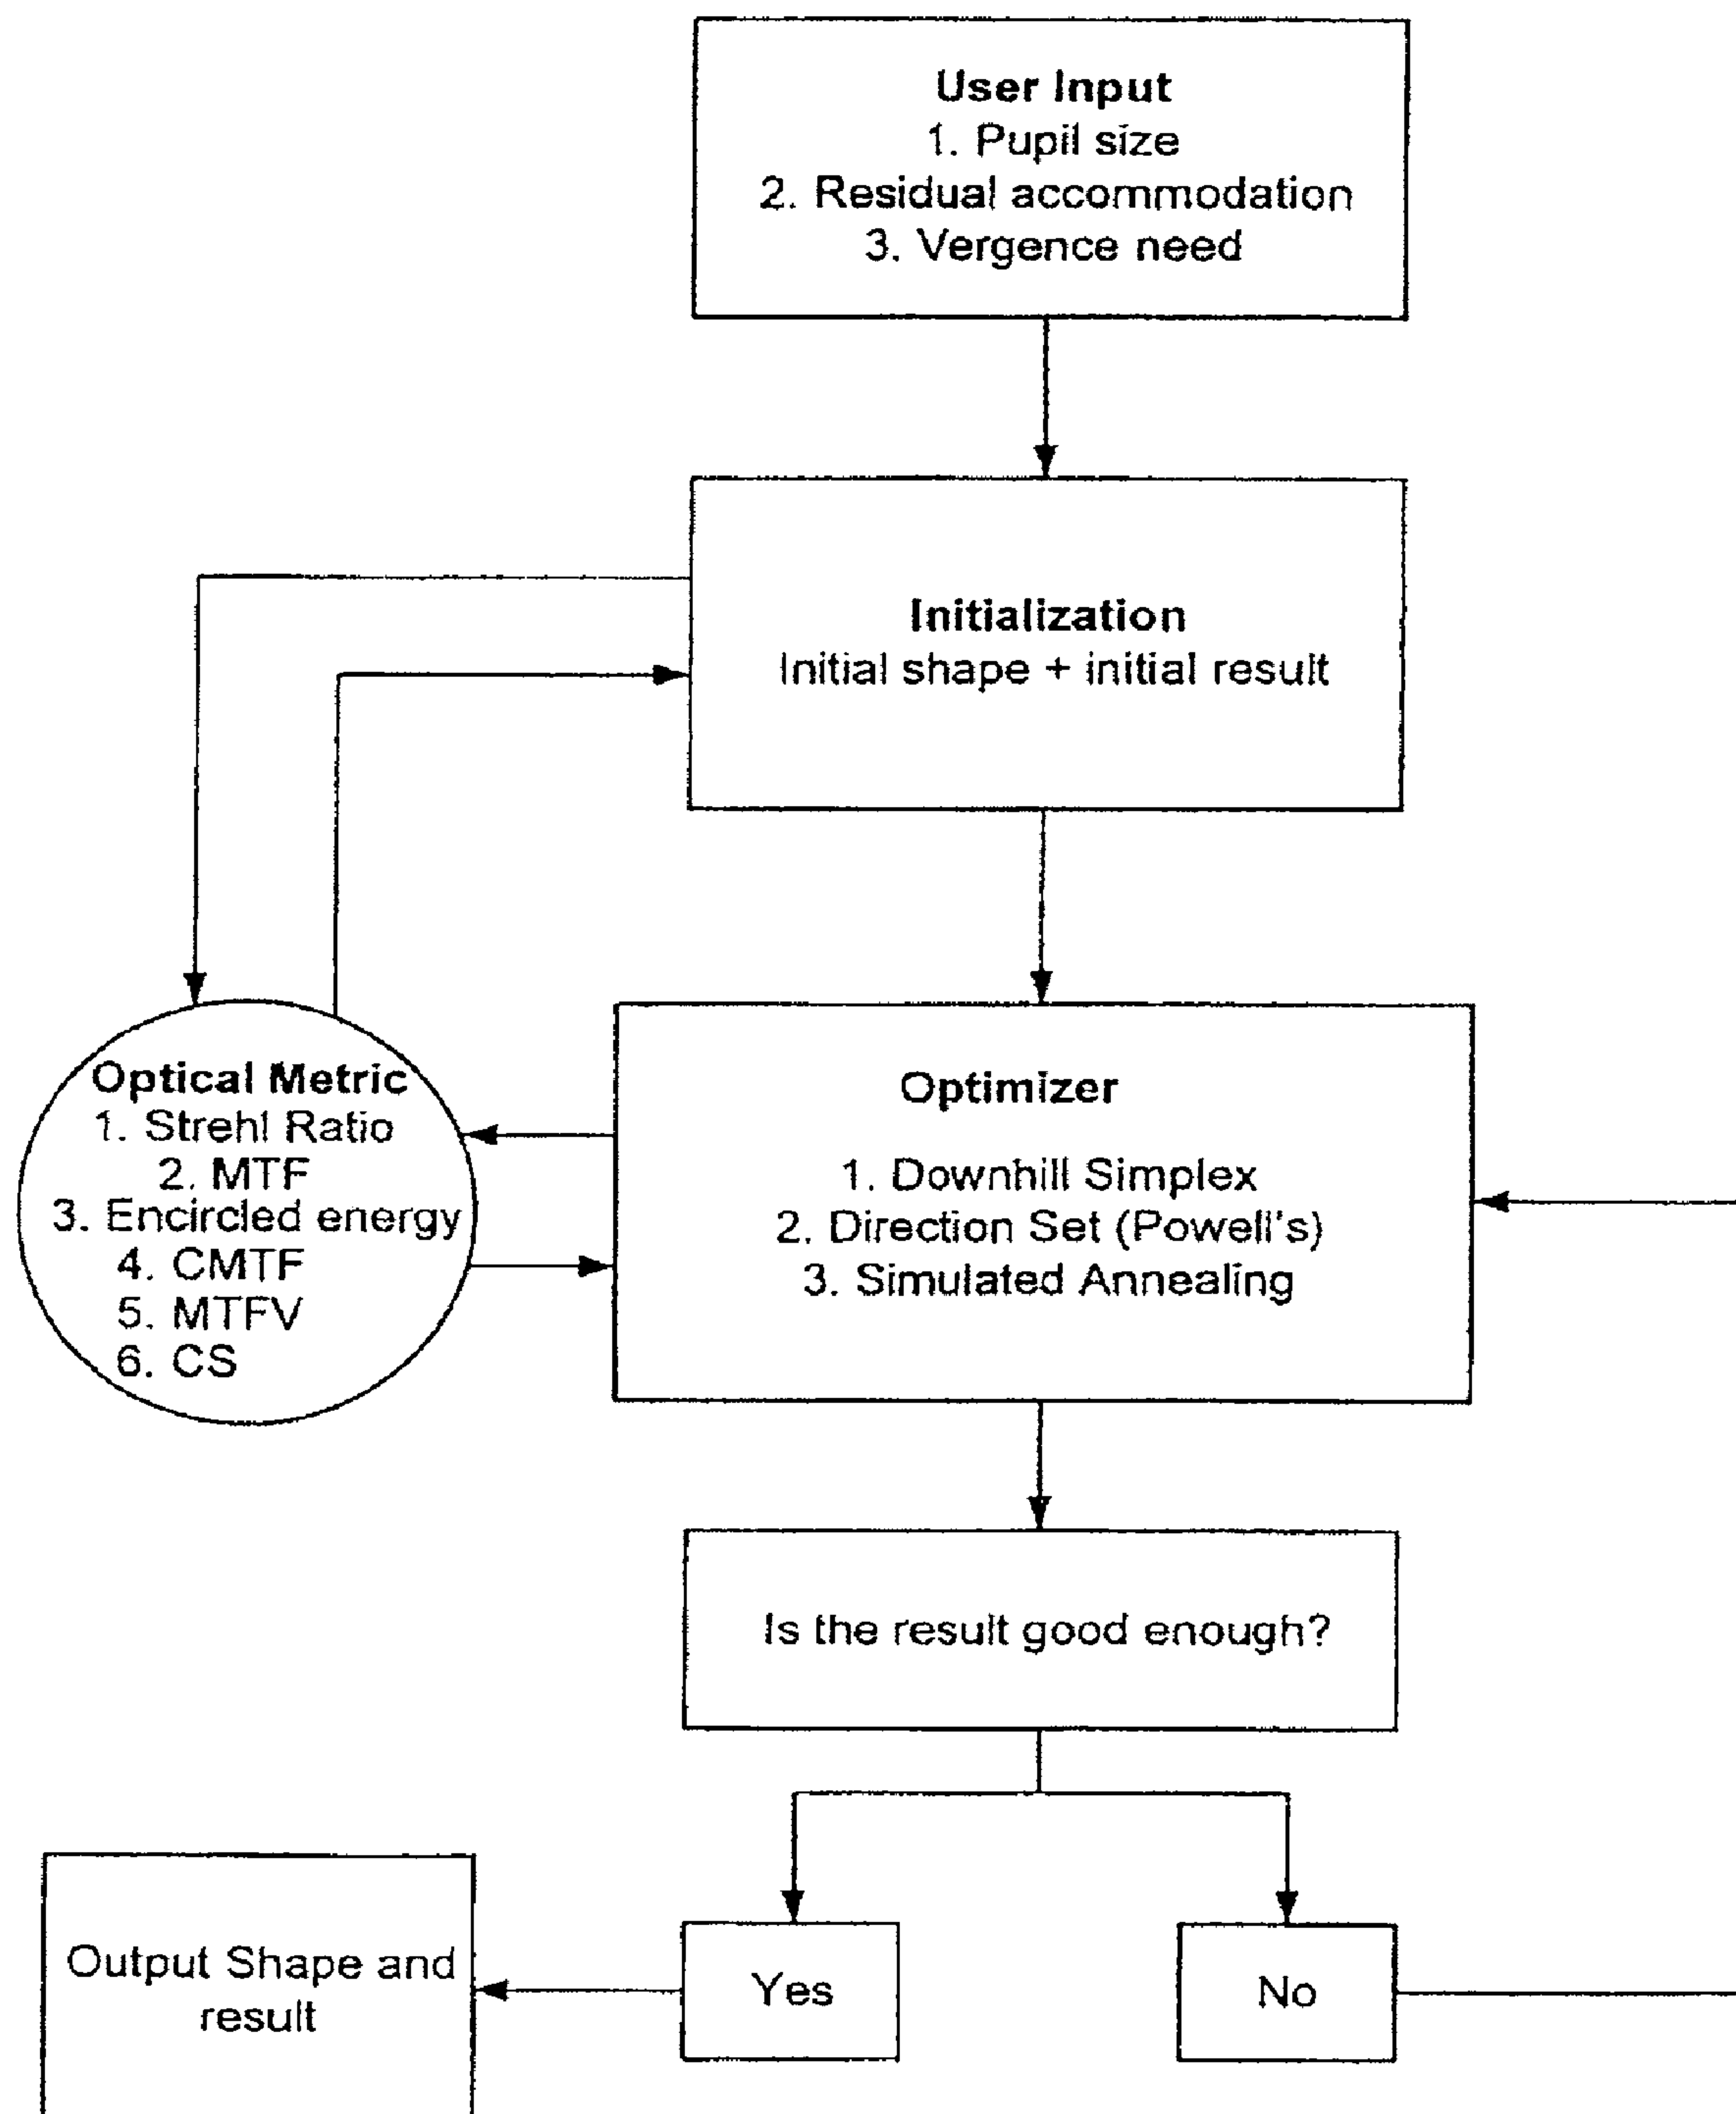 User Input
1. Pupil size
2. Residual accommodation
3. Vergence need
Initialization
Initial shape + initial result
Optical Metric
1. Strehl Ratio
2. MTF
3. Encircled energy
4. CMTF
5. MTFV
6. CS
Optimizer
1. Downhill Simplex
2. Direction Set (Powell's)
3. Simulated Annealing
Is the result good enough?
Output Shape and
result
Yes
No